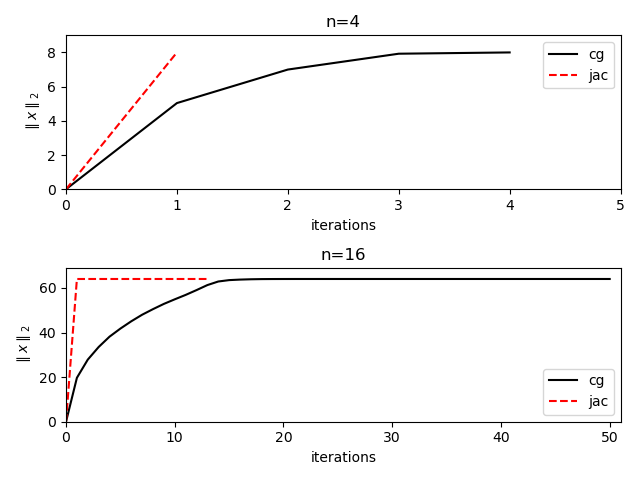 n=4
‖ x ‖₂
8
6
4
2
0
cg
jac
0 1 2 3 4 5
iterations
n=16
‖ x ‖₂
60
40
20
0
cg
jac
0 10 20 30 40 50
iterations